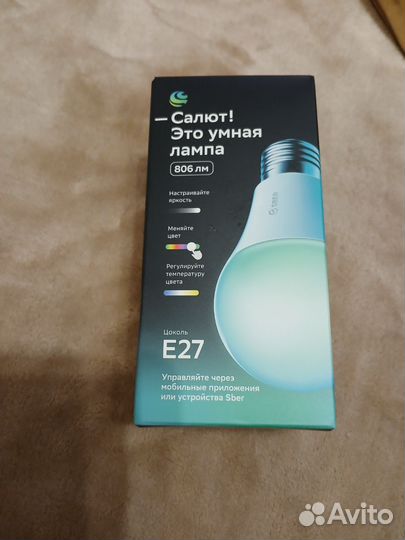 – Салют!
Это умная
лампа
806 лм
Настраивайте
яркость
Меняйте
цвет
Регулируйте
температуру
цвета
SBER
Цоколь
E27
Управляйте через
мобильные приложения
или устройства Sber
Avito